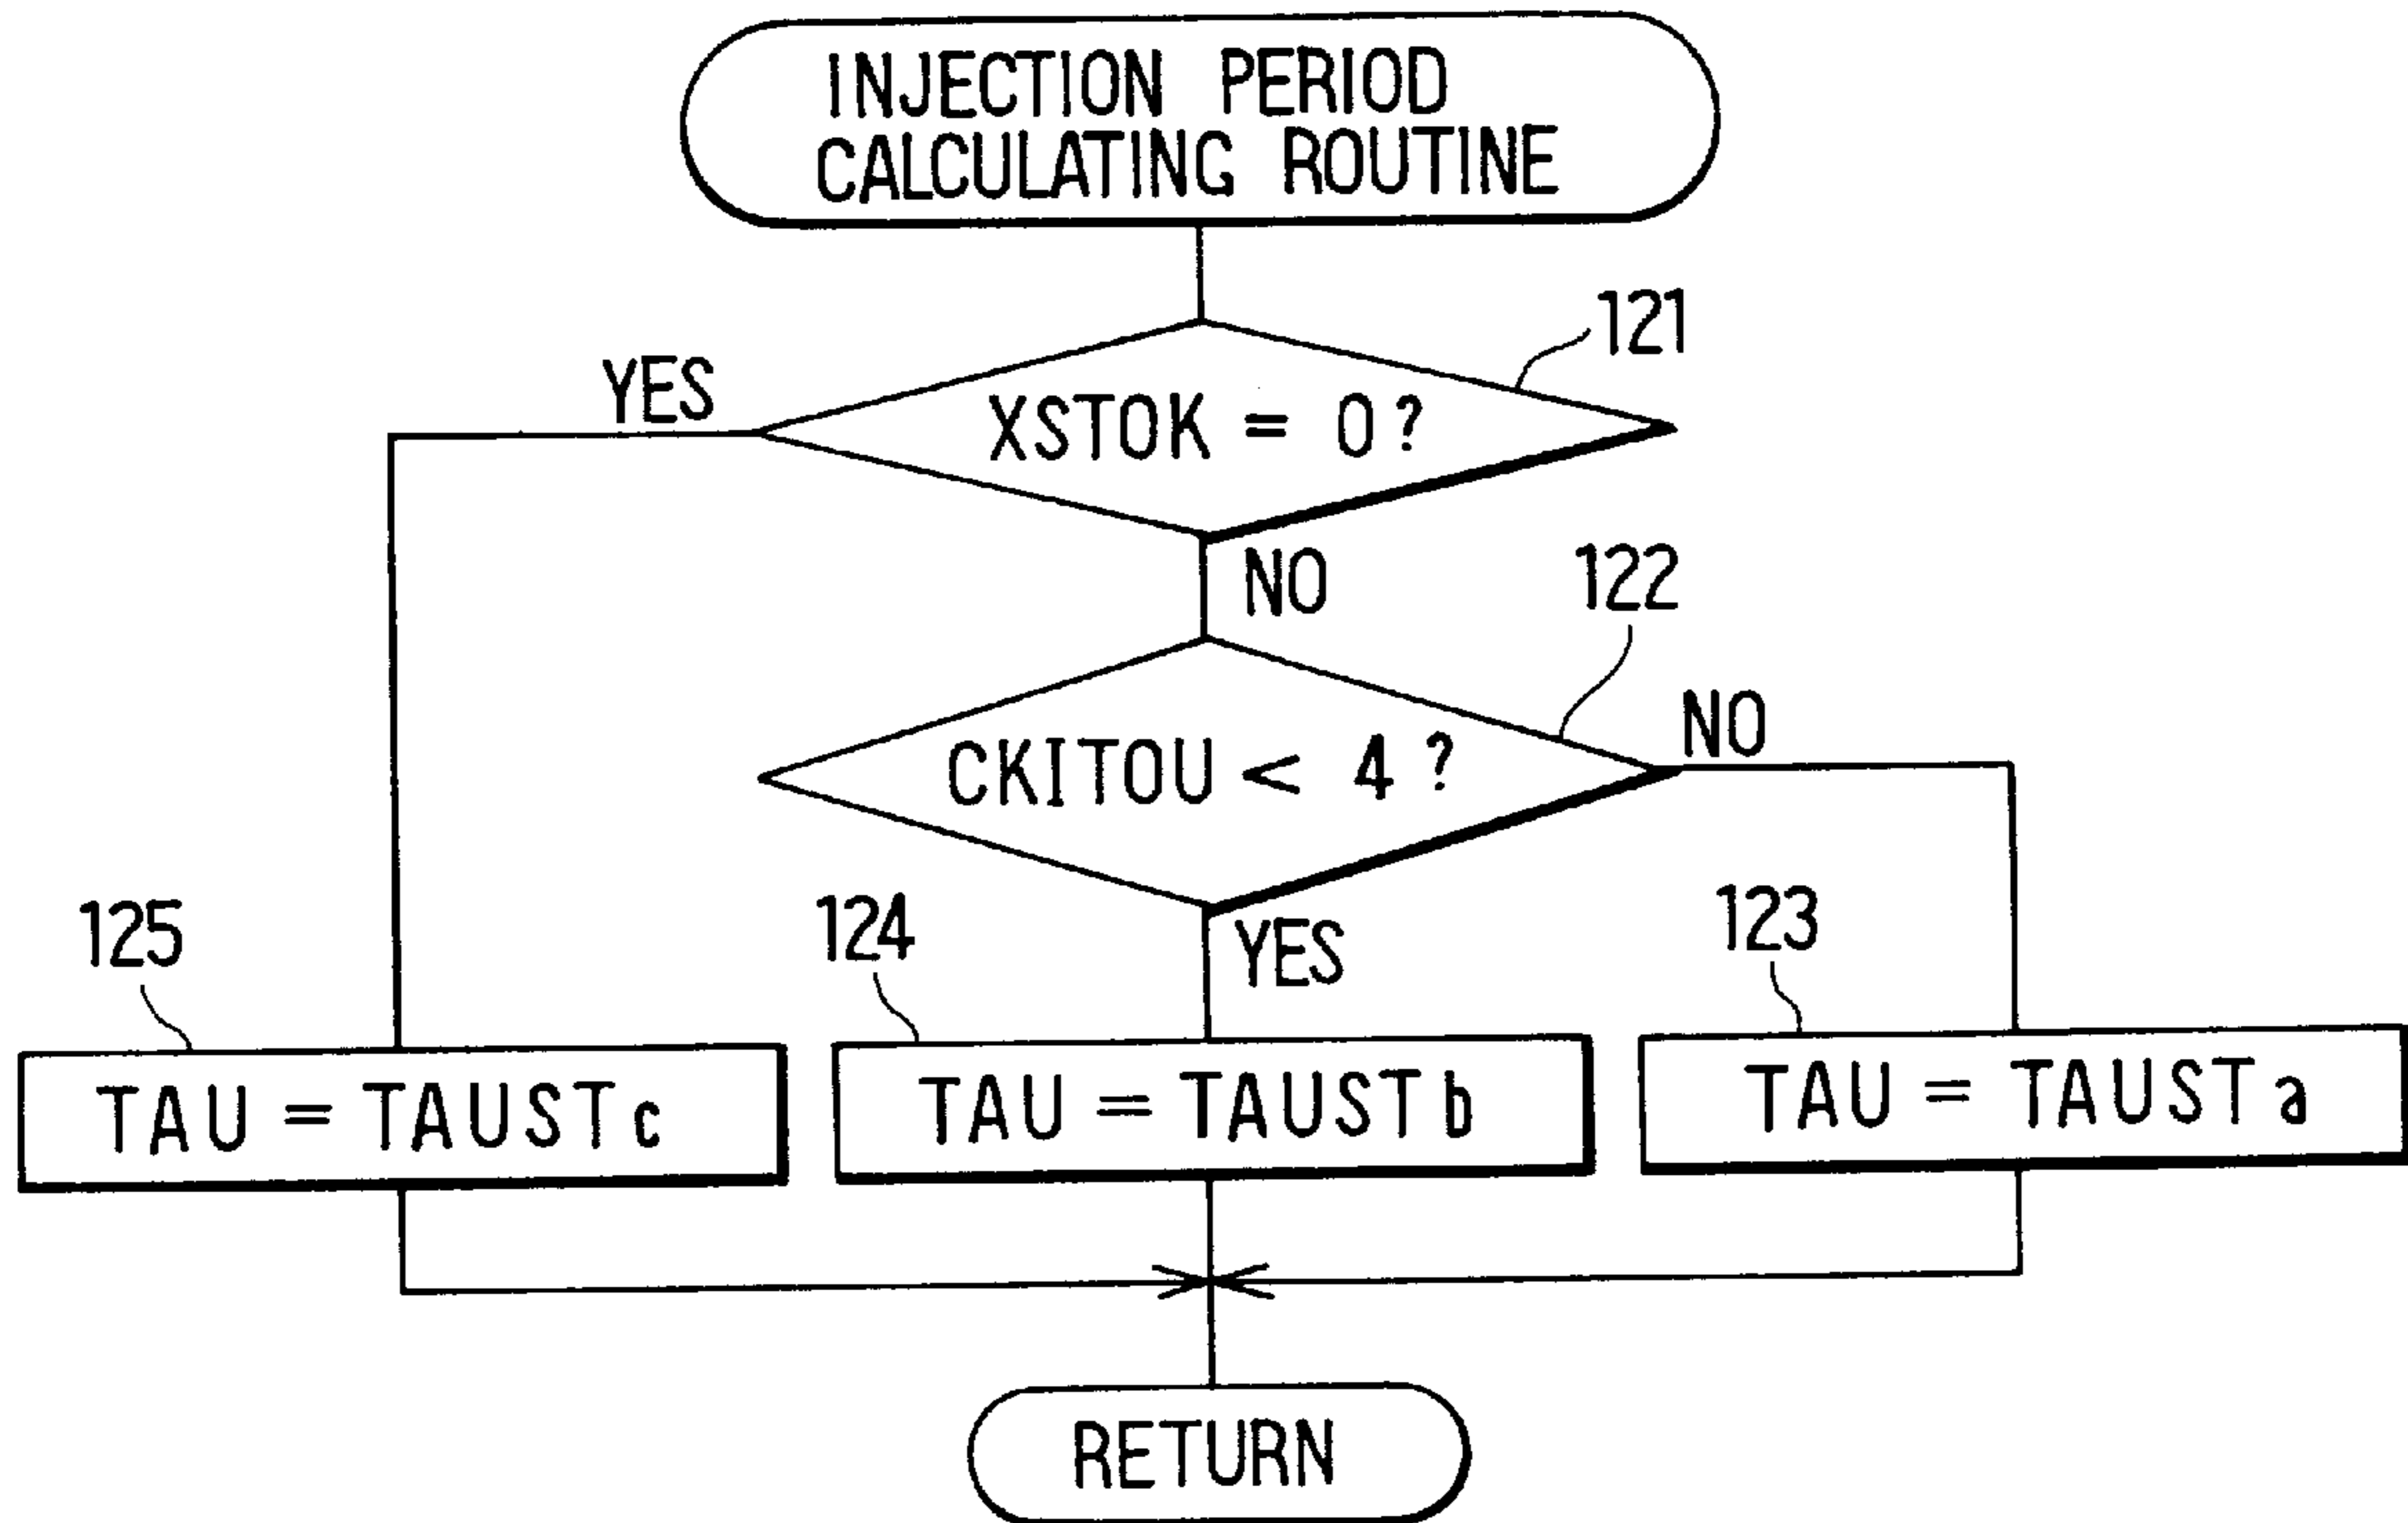 INJECTION PERIOD
CALCULATING ROUTINE
121
YES
XSTOK = 0?
NO
122
NO
CKITOU < 4 ?
YES
125
124
123
TAU = TAUSTc
TAU = TAUSTb
TAU = TAUSTa
RETURN